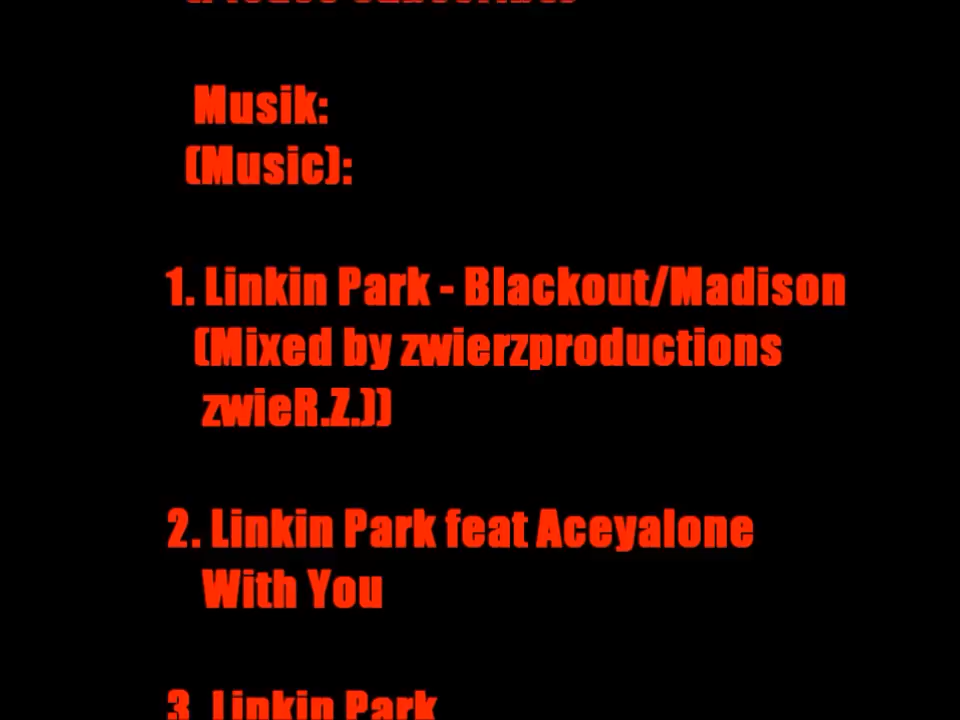 Musik:
(Music):
1. Linkin Park - Blackout/Madison
(Mixed by zwierzproductions
zwieR.Z.))
2. Linkin Park feat Aceyalone
With You
3. Linkin Park